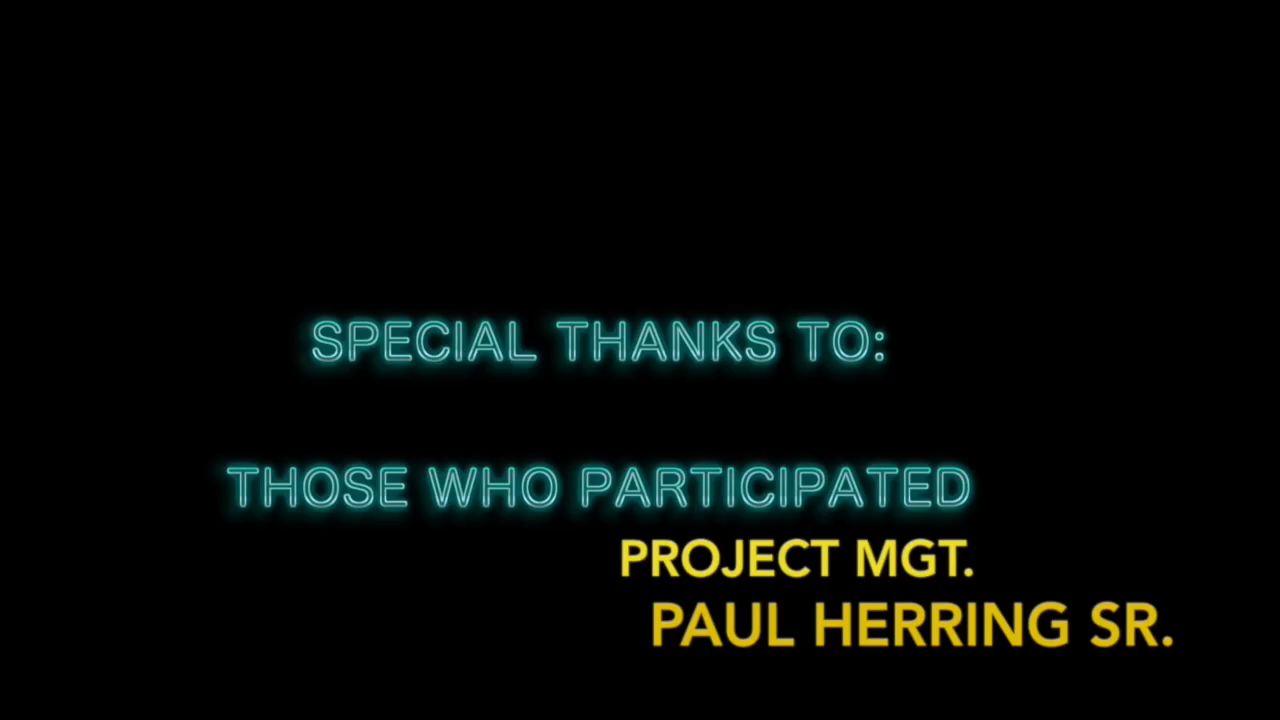 SPECIAL THANKS TO:
THOSE WHO PARTICIPATED
PROJECT MGT.
PAUL HERRING SR.